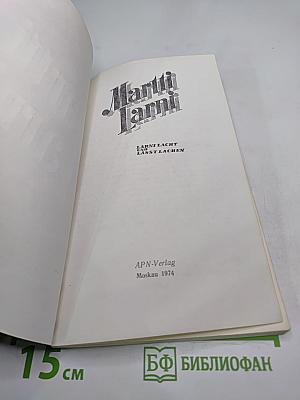 Martti
Larni
LARNI LACHT
UND
LÄSST LACHEN
APN-Verlag
Moskau 1974
15 см
БФ БИБЛИОФАН